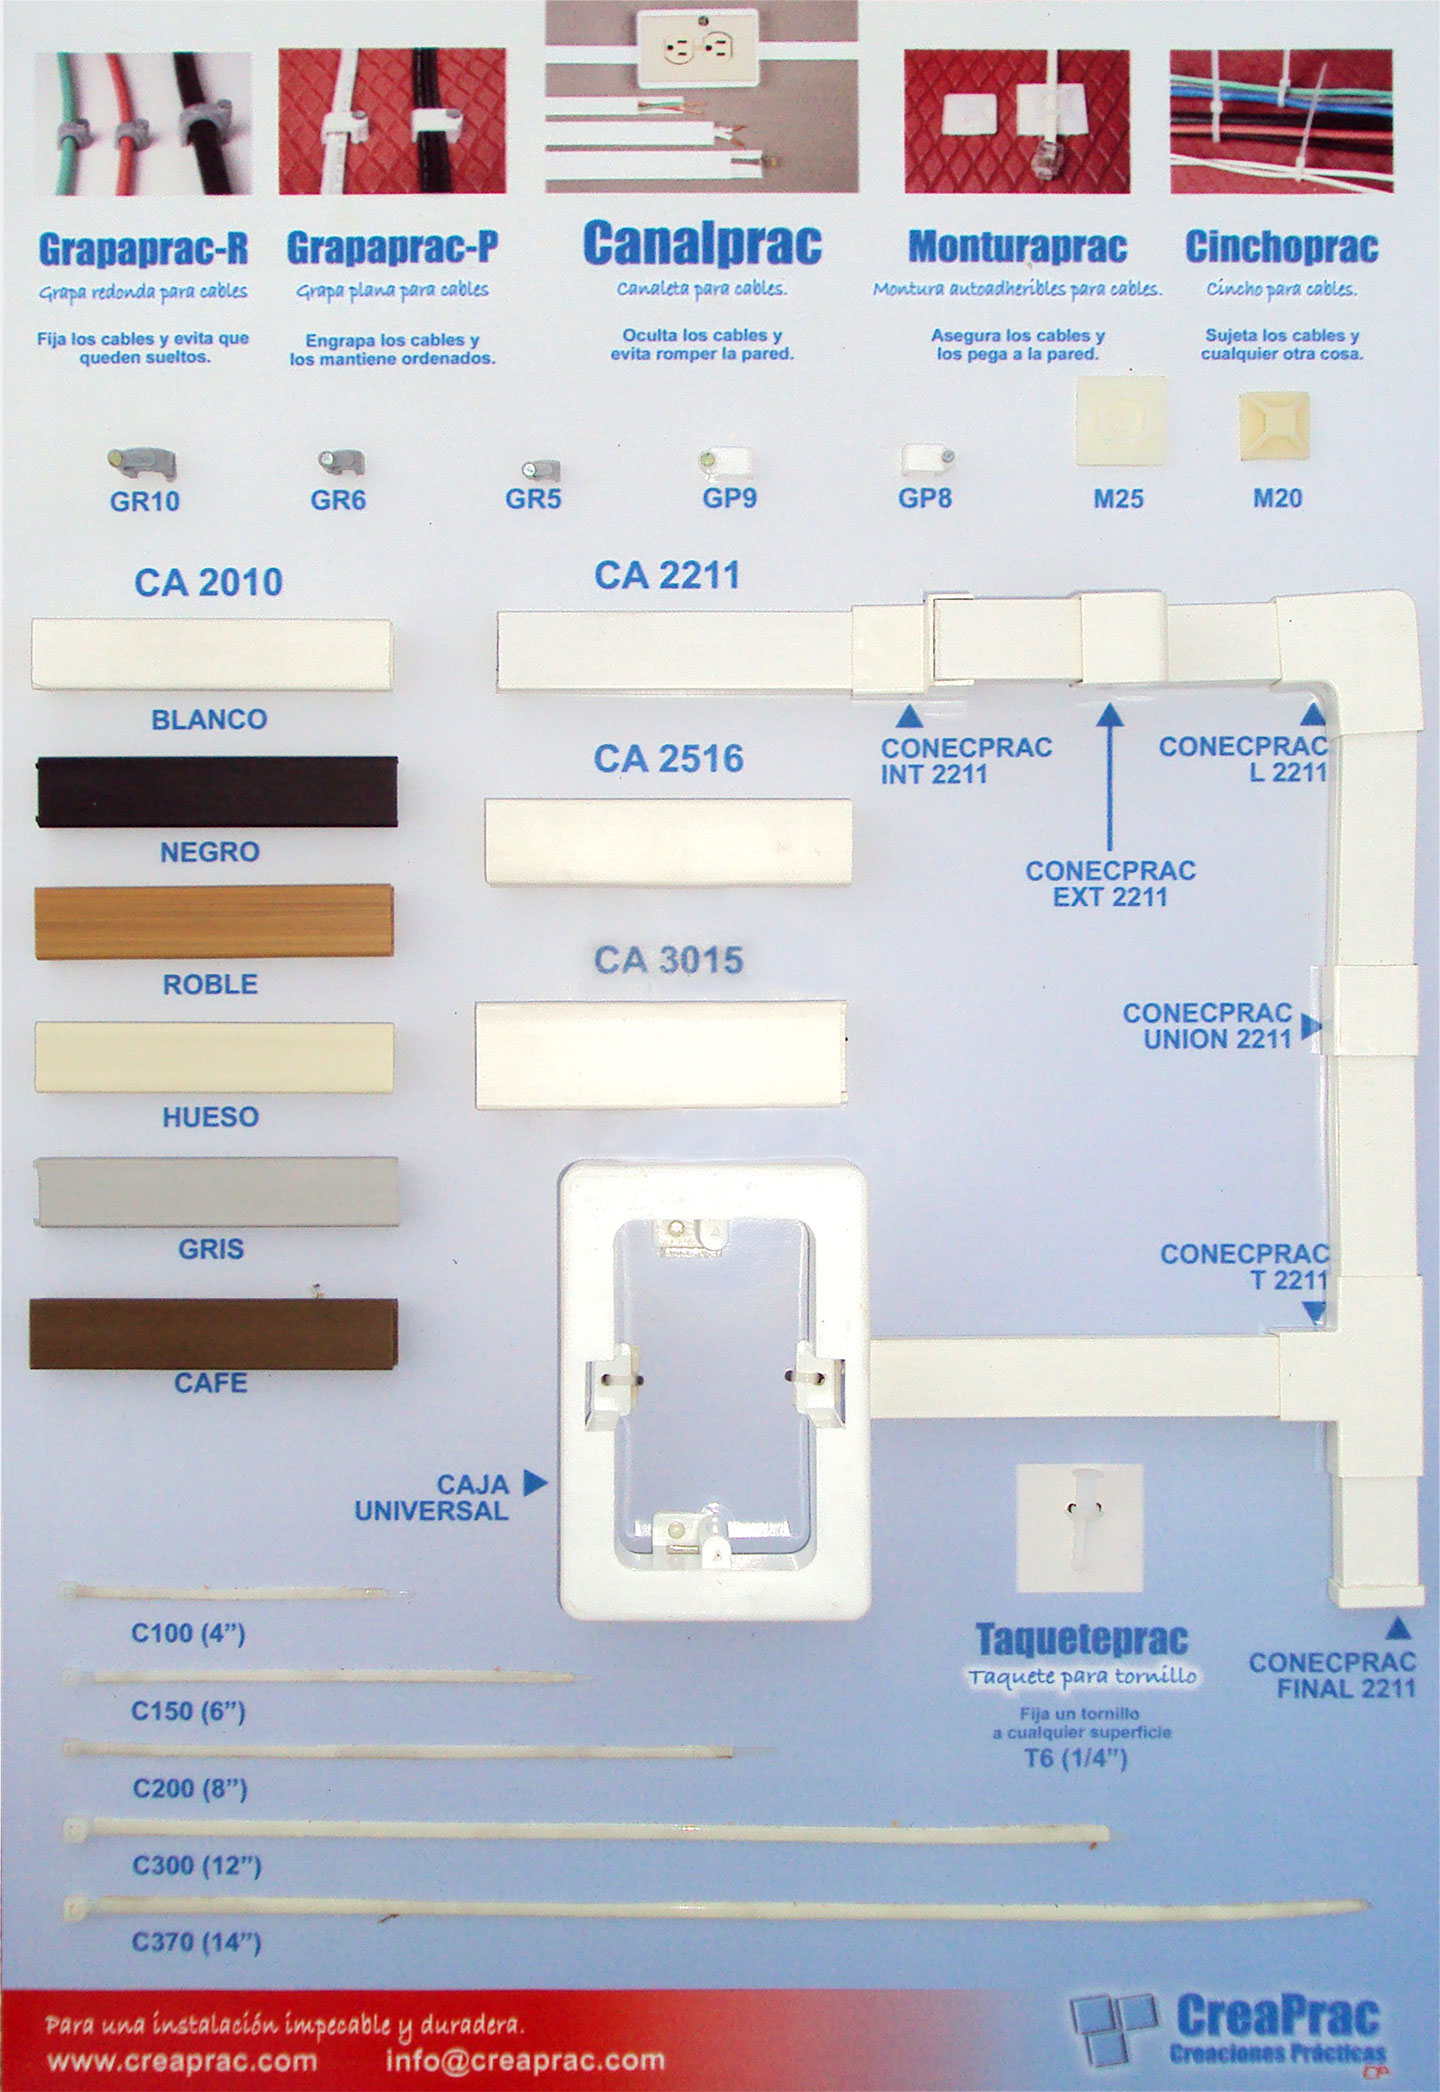 Grapaprac-R
Grapa redonda para cables
Fija los cables y evita que
queden sueltos.
Grapaprac-P
Grapa plana para cables
Engrapa los cables y
los mantiene ordenados.
Canalprac
Canaleta para cables.
Oculta los cables y
evita romper la pared.
Monturaprac
Montura autoadheribles para cables.
Asegura los cables y
los pega a la pared.
Cinchoprac
Cincho para cables.
Sujeta los cables y
cualquier otra cosa.
GR10
GR6
GR5
GP9
GP8
M25
M20
CA 2010
BLANCO
NEGRO
ROBLE
HUESO
GRIS
CAFE
CA 2211
CA 2516
CA 3015
CONECPRAC
INT 2211
CONECPRAC
EXT 2211
CONECPRAC
L 2211
CONECPRAC
UNION 2211
CONECPRAC
T 2211
CAJA
UNIVERSAL
Taqueteprac
Taquete para tornillo
Fija un tornillo
a cualquier superficie
T6 (1/4”)
CONECPRAC
FINAL 2211
C100 (4”)
C150 (6”)
C200 (8”)
C300 (12”)
C370 (14”)
Para una instalación impecable y duradera.
www.creaprac.com info@creaprac.com
CreaPrac
Creaciones Prácticas